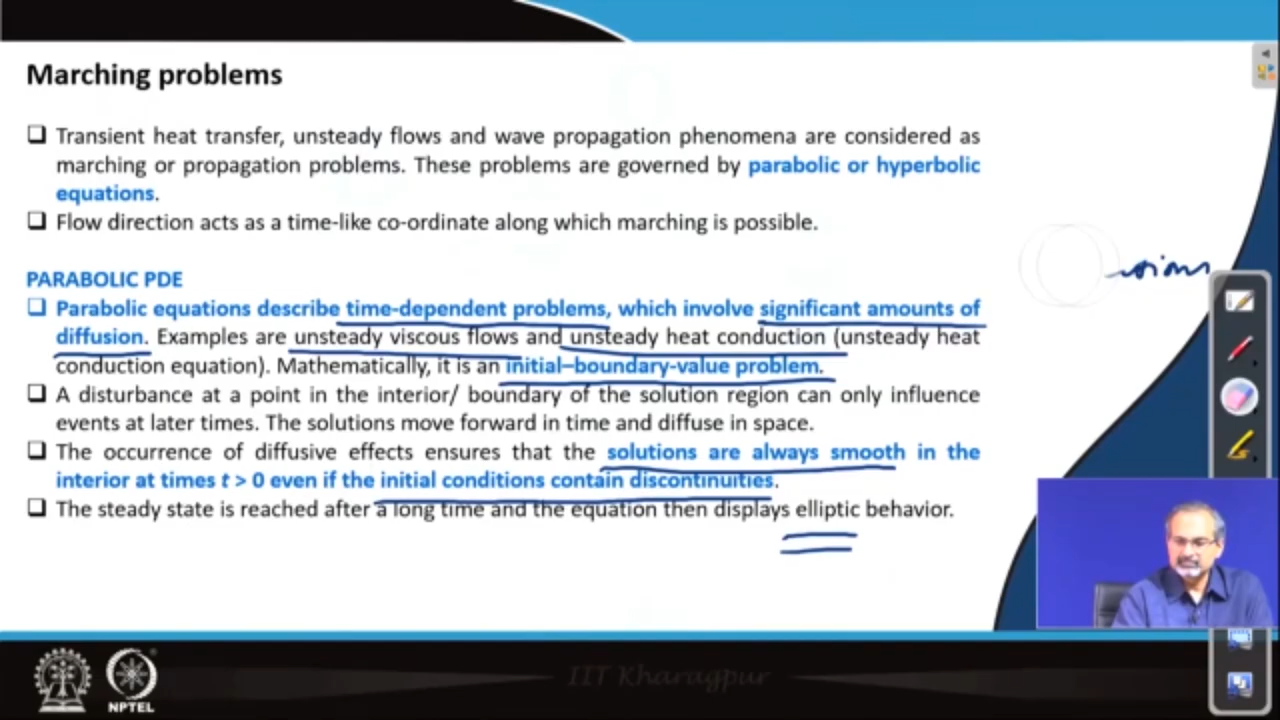 Marching problems
❑ Transient heat transfer, unsteady flows and wave propagation phenomena are considered as
marching or propagation problems. These problems are governed by parabolic or hyperbolic
equations.
❑ Flow direction acts as a time-like co-ordinate along which marching is possible.
PARABOLIC PDE
❑ Parabolic equations describe time-dependent problems, which involve significant amounts of
diffusion. Examples are unsteady viscous flows and unsteady heat conduction (unsteady heat
conduction equation). Mathematically, it is an initial–boundary-value problem.
❑ A disturbance at a point in the interior/ boundary of the solution region can only influence
events at later times. The solutions move forward in time and diffuse in space.
❑ The occurrence of diffusive effects ensures that the solutions are always smooth in the
interior at times t > 0 even if the initial conditions contain discontinuities.
❑ The steady state is reached after a long time and the equation then displays elliptic behavior.
IIT Kharagpur
NPTEL